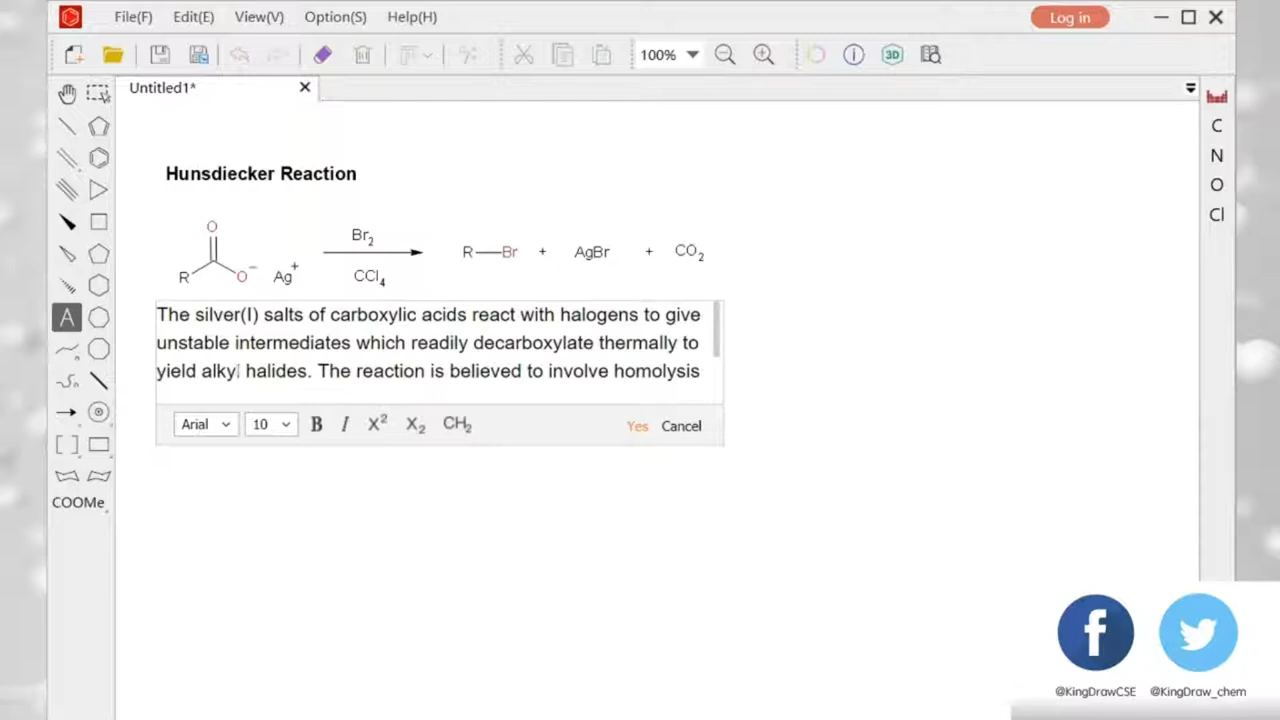 File(F) Edit(E) View(V) Option(S) Help(H) Log in
100% 3D
Untitled1*
C
N
O
Cl
Hunsdiecker Reaction
O
Br2
R O− Ag+ R Br + AgBr + CO2
CCl4
The silver(I) salts of carboxylic acids react with halogens to give
unstable intermediates which readily decarboxylate thermally to
yield alkyl halides. The reaction is believed to involve homolysis
A
Arial 10 B I X2 X2 CH2 Yes Cancel
COOMe
@KingDrawCSE @KingDraw_chem